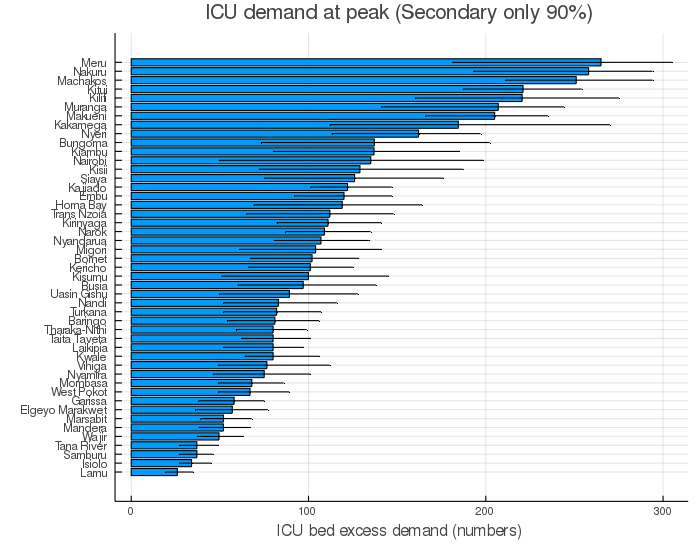 ICU demand at peak (Secondary only 90%)
Meru
Nakuru
Machakos
Kitui
Kilifi
Muranga
Makueni
Kakamega
Nyeri
Bungoma
Kiambu
Nairobi
Kisii
Siaya
Kajiado
Embu
Homa Bay
Trans Nzoia
Kirinyaga
Narok
Nyandarua
Migori
Bomet
Kericho
Kisumu
Busia
Uasin Gishu
Nandi
Turkana
Baringo
Tharaka-Nithi
Taita Taveta
Laikipia
Kwale
Vihiga
Nyamira
Mombasa
West Pokot
Garissa
Elgeyo Marakwet
Marsabit
Mandera
Wajir
Tana River
Samburu
Isiolo
Lamu
0 100 200 300
ICU bed excess demand (numbers)